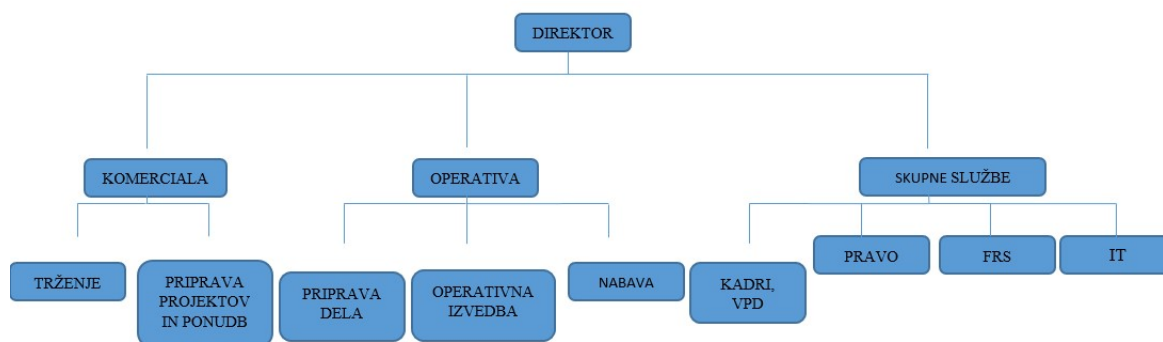 DIREKTOR
KOMERCIALA
OPERATIVA
SKUPNE SLUŽBE
TRŽENJE
PRIPRAVA
PROJEKTOV
IN PONUDB
PRIPRAVA
DELA
OPERATIVNA
IZVEDBA
NABAVA
KADRI,
VPD
PRAVO
FRS
IT